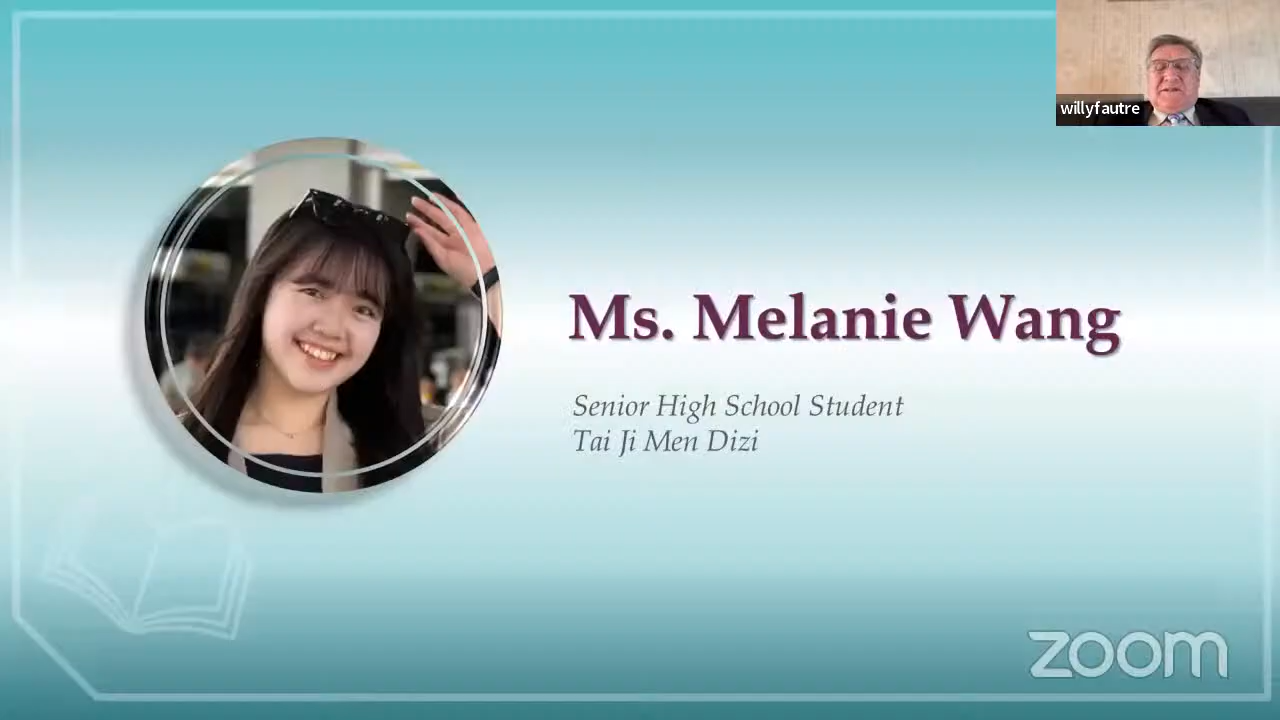 willyfautre
Ms. Melanie Wang
Senior High School Student
Tai Ji Men Dizi
zoom